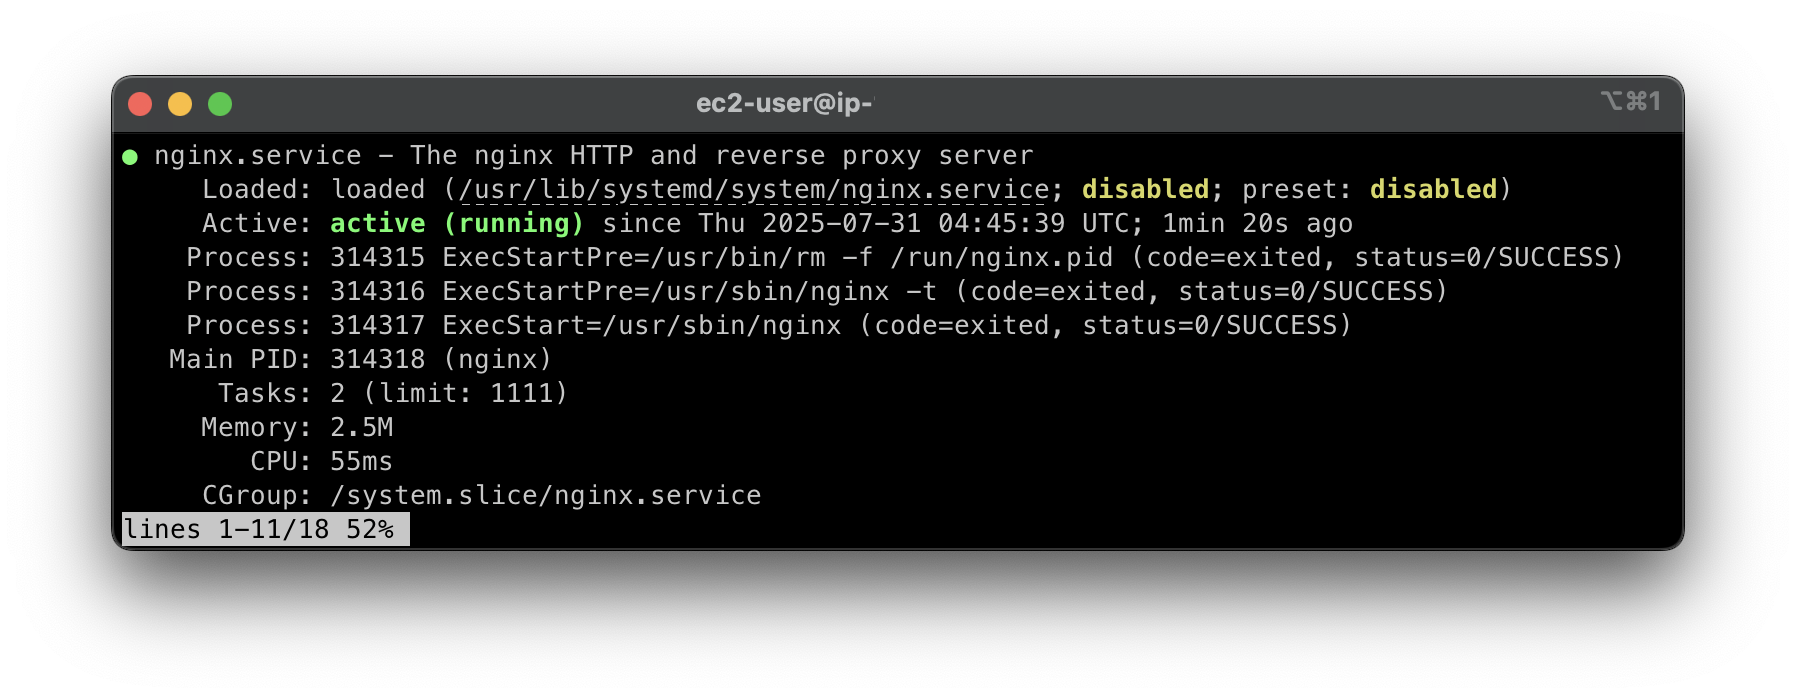 ec2-user@ip-
⌥⌘1
● nginx.service - The nginx HTTP and reverse proxy server
Loaded: loaded (/usr/lib/systemd/system/nginx.service; disabled; preset: disabled)
Active: active (running) since Thu 2025-07-31 04:45:39 UTC; 1min 20s ago
Process: 314315 ExecStartPre=/usr/bin/rm -f /run/nginx.pid (code=exited, status=0/SUCCESS)
Process: 314316 ExecStartPre=/usr/sbin/nginx -t (code=exited, status=0/SUCCESS)
Process: 314317 ExecStart=/usr/sbin/nginx (code=exited, status=0/SUCCESS)
Main PID: 314318 (nginx)
Tasks: 2 (limit: 1111)
Memory: 2.5M
CPU: 55ms
CGroup: /system.slice/nginx.service
lines 1-11/18 52%